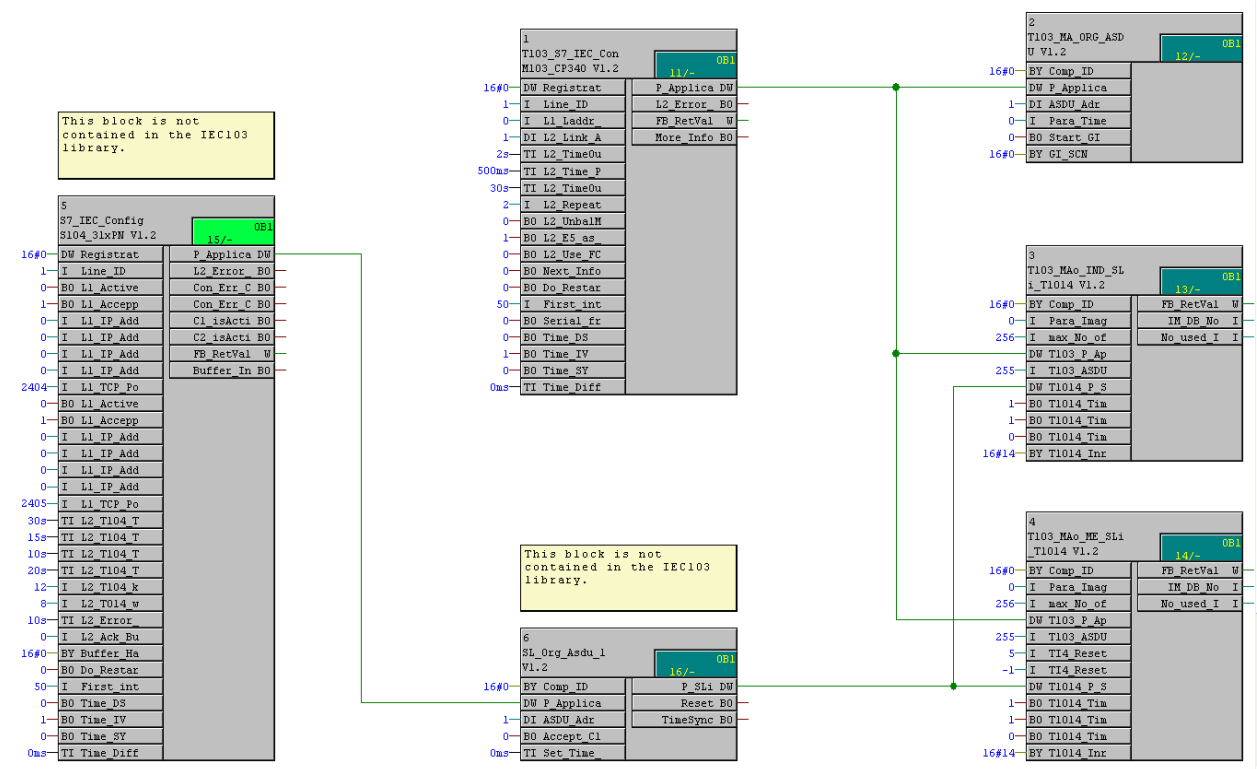 This block is not
contained in the IEC103
library.
5
S7_IEC_Config
S104_31xPN V1.2
OB1
15/-
16#0 DW Registrat P_Applica DW
1 I Line_ID L2_Error_ BO
0 BO L1_Active Con_Err_C BO
1 BO L1_Accepp Con_Err_C BO
0 I L1_IP_Add C1_isActi BO
0 I L1_IP_Add C2_isActi BO
0 I L1_IP_Add FB_RetVal W
0 I L1_IP_Add Buffer_In BO
2404 I L1_TCP_Po
0 BO L1_Active
1 BO L1_Accepp
0 I L1_IP_Add
0 I L1_IP_Add
0 I L1_IP_Add
0 I L1_IP_Add
2405 I L1_TCP_Po
30s TI L2_T104_T
15s TI L2_T104_T
10s TI L2_T104_T
20s TI L2_T104_T
12 I L2_T104_k
8 I L2_T014_w
10s TI L2_Error_
0 I L2_Ack_Bu
16#0 BY Buffer_Ha
0 BO Do_Restar
50 I First_int
0 BO Time_DS
1 BO Time_IV
0 BO Time_SY
0ms TI Time_Diff
1
T103_S7_IEC_Con
M103_CP340 V1.2
OB1
11/-
16#0 DW Registrat P_Applica DW
1 I Line_ID L2_Error_ BO
0 I L1_Laddr_ FB_RetVal W
1 DI L2_Link_A More_Info BO
2s TI L2_TimeOu
500ms TI L2_Time_P
30s TI L2_TimeOu
2 I L2_Repeat
0 BO L2_UnbalM
1 BO L2_E5_as_
0 BO L2_Use_FC
0 BO Next_Info
0 BO Do_Restar
50 I First_int
0 BO Serial_fr
0 BO Time_DS
1 BO Time_IV
0 BO Time_SY
0ms TI Time_Diff
This block is not
contained in the IEC103
library.
6
SL_Org_Asdu_1
V1.2
OB1
16/-
16#0 BY Comp_ID P_SLi DW
DW P_Applica Reset BO
1 DI ASDU_Adr TimeSync BO
0 BO Accept_Cl
0ms TI Set_Time_
2
T103_MA_ORG_ASD
U V1.2
OB1
12/-
16#0 BY Comp_ID
DW P_Applica
1 DI ASDU_Adr
0 I Para_Time
0 BO Start_GI
16#0 BY GI_SCN
3
T103_MAo_IND_SL
i_T1014 V1.2
OB1
13/-
16#0 BY Comp_ID FB_RetVal W
0 I Para_Imag IM_DB_No I
256 I max_No_of No_used_I I
DW T103_P_Ap
255 I T103_ASDU
DW T1014_P_S
1 BO T1014_Tim
1 BO T1014_Tim
0 BO T1014_Tim
16#14 BY T1014_Inr
4
T103_MAo_ME_SLi
_T1014 V1.2
OB1
14/-
16#0 BY Comp_ID FB_RetVal W
0 I Para_Imag IM_DB_No I
256 I max_No_of No_used_I I
DW T103_P_Ap
255 I T103_ASDU
5 I TI4_Reset
-1 I TI4_Reset
DW T1014_P_S
1 BO T1014_Tim
1 BO T1014_Tim
0 BO T1014_Tim
16#14 BY T1014_Inr